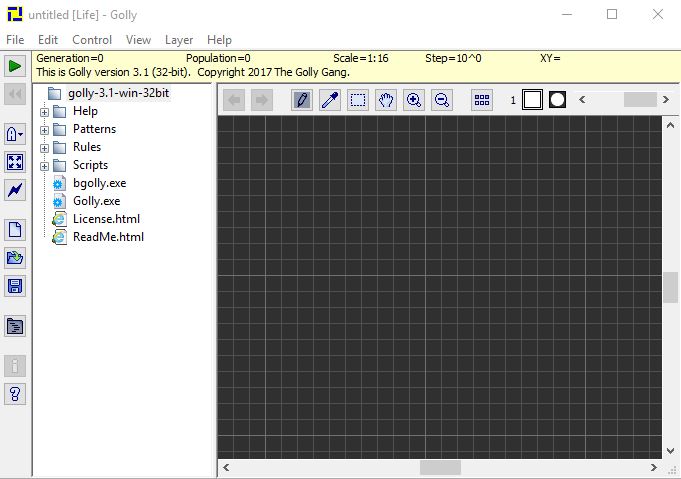 untitled [Life] - Golly
File Edit Control View Layer Help
Generation=0 Population=0 Scale=1:16 Step=10^0 XY=
This is Golly version 3.1 (32-bit). Copyright 2017 The Golly Gang.
golly-3.1-win-32bit
Help
Patterns
Rules
Scripts
bgolly.exe
Golly.exe
License.html
ReadMe.html
1